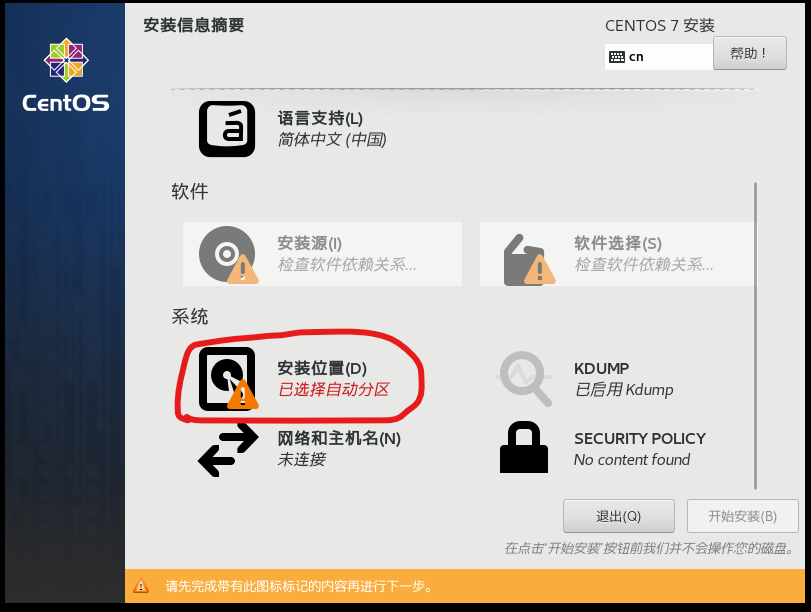 安装信息摘要
CENTOS 7 安装
cn
帮助！
CentOS
语言支持(L)
简体中文 (中国)
软件
安装源(I)
检查软件依赖关系...
软件选择(S)
检查软件依赖关系...
系统
安装位置(D)
已选择自动分区
KDUMP
已启用 Kdump
网络和主机名(N)
未连接
SECURITY POLICY
No content found
退出(Q)
开始安装(B)
在点击'开始安装'按钮前我们并不会操作您的磁盘。
请先完成带有此图标标记的内容再进行下一步。